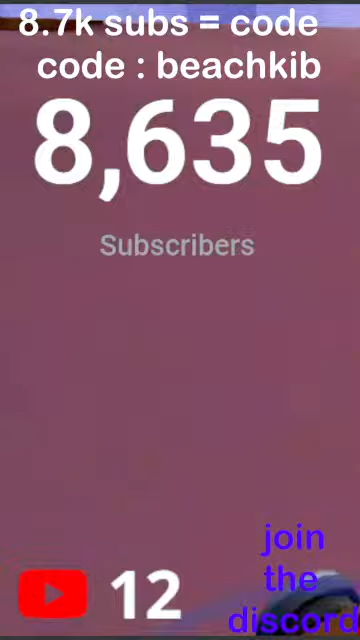 8.7k subs = code
code : beachkib
8,635
Subscribers
12
join
the
discord